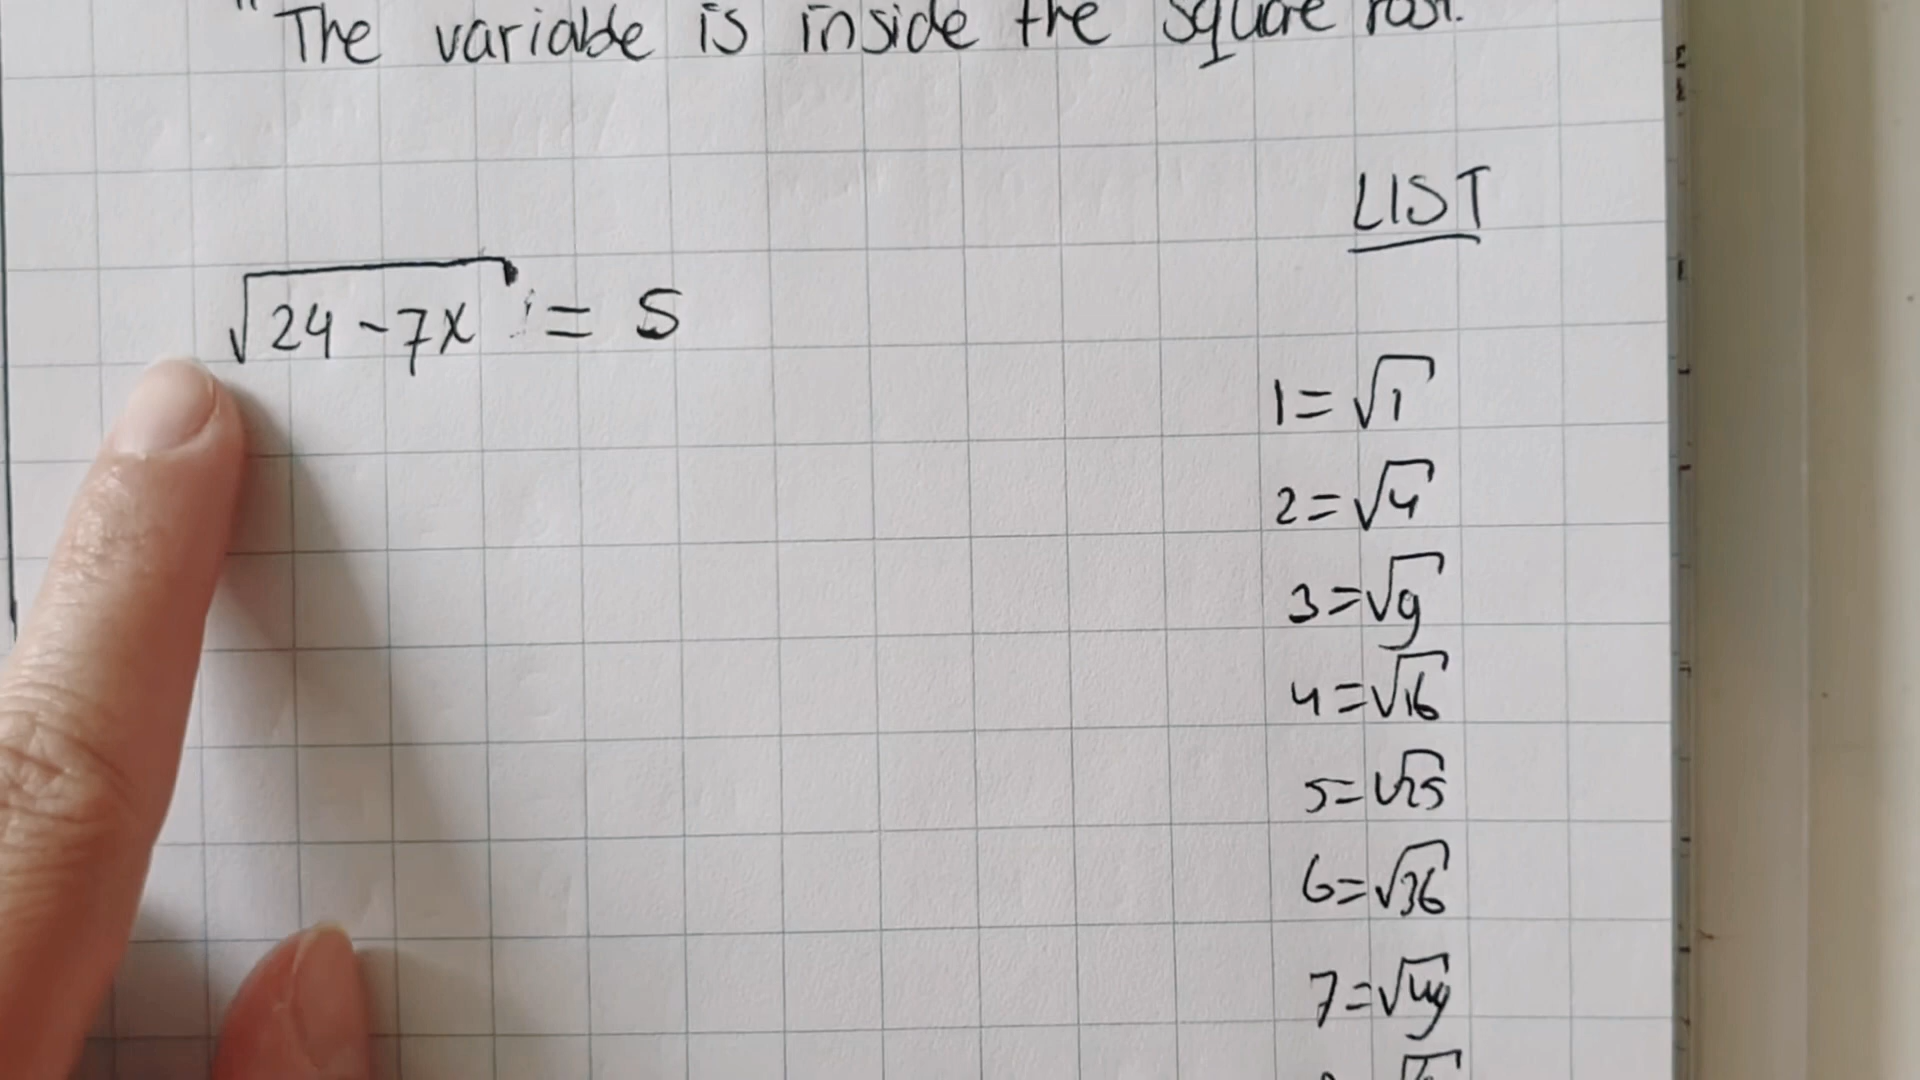 "The variable is inside the square root.
LIST
√24-7x = 5
1=√1
2=√4
3=√9
4=√16
5=√25
6=√36
7=√49